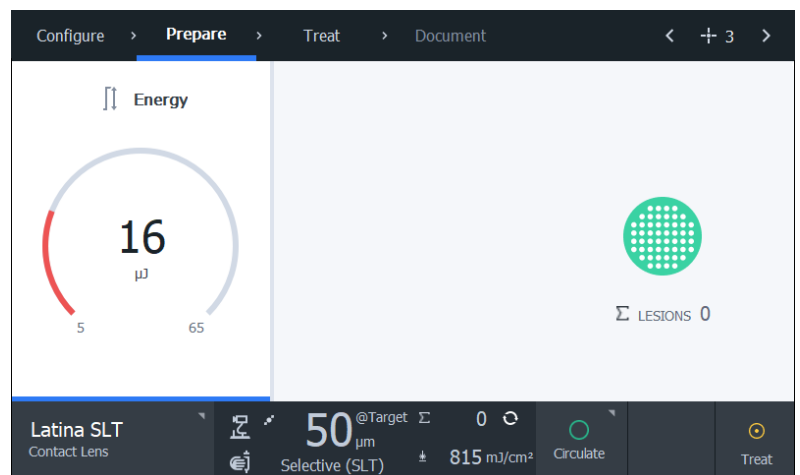 Configure > Prepare > Treat > Document < 3 >
Energy
16
µJ
5 65
Σ LESIONS 0
Latina SLT
Contact Lens
50 @Target
µm
Selective (SLT)
Σ 0
815 mJ/cm²
Circulate
Treat